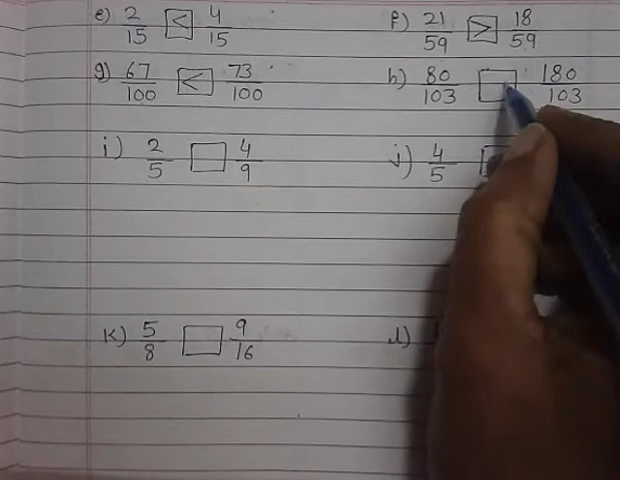 e) 2/15 < 4/15 f) 21/59 > 18/59
g) 67/100 < 73/100 h) 80/103 □ 180/103
i) 2/5 □ 4/9 j) 4/5 □
k) 5/8 □ 9/16 l)